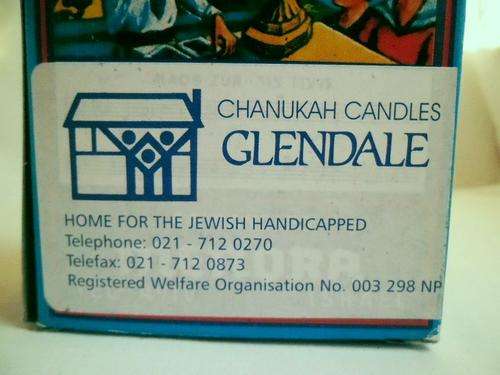 CHANUKAH CANDLES
GLENDALE
HOME FOR THE JEWISH HANDICAPPED
Telephone: 021 - 712 0270
Telefax: 021 - 712 0873
Registered Welfare Organisation No. 003 298 NP